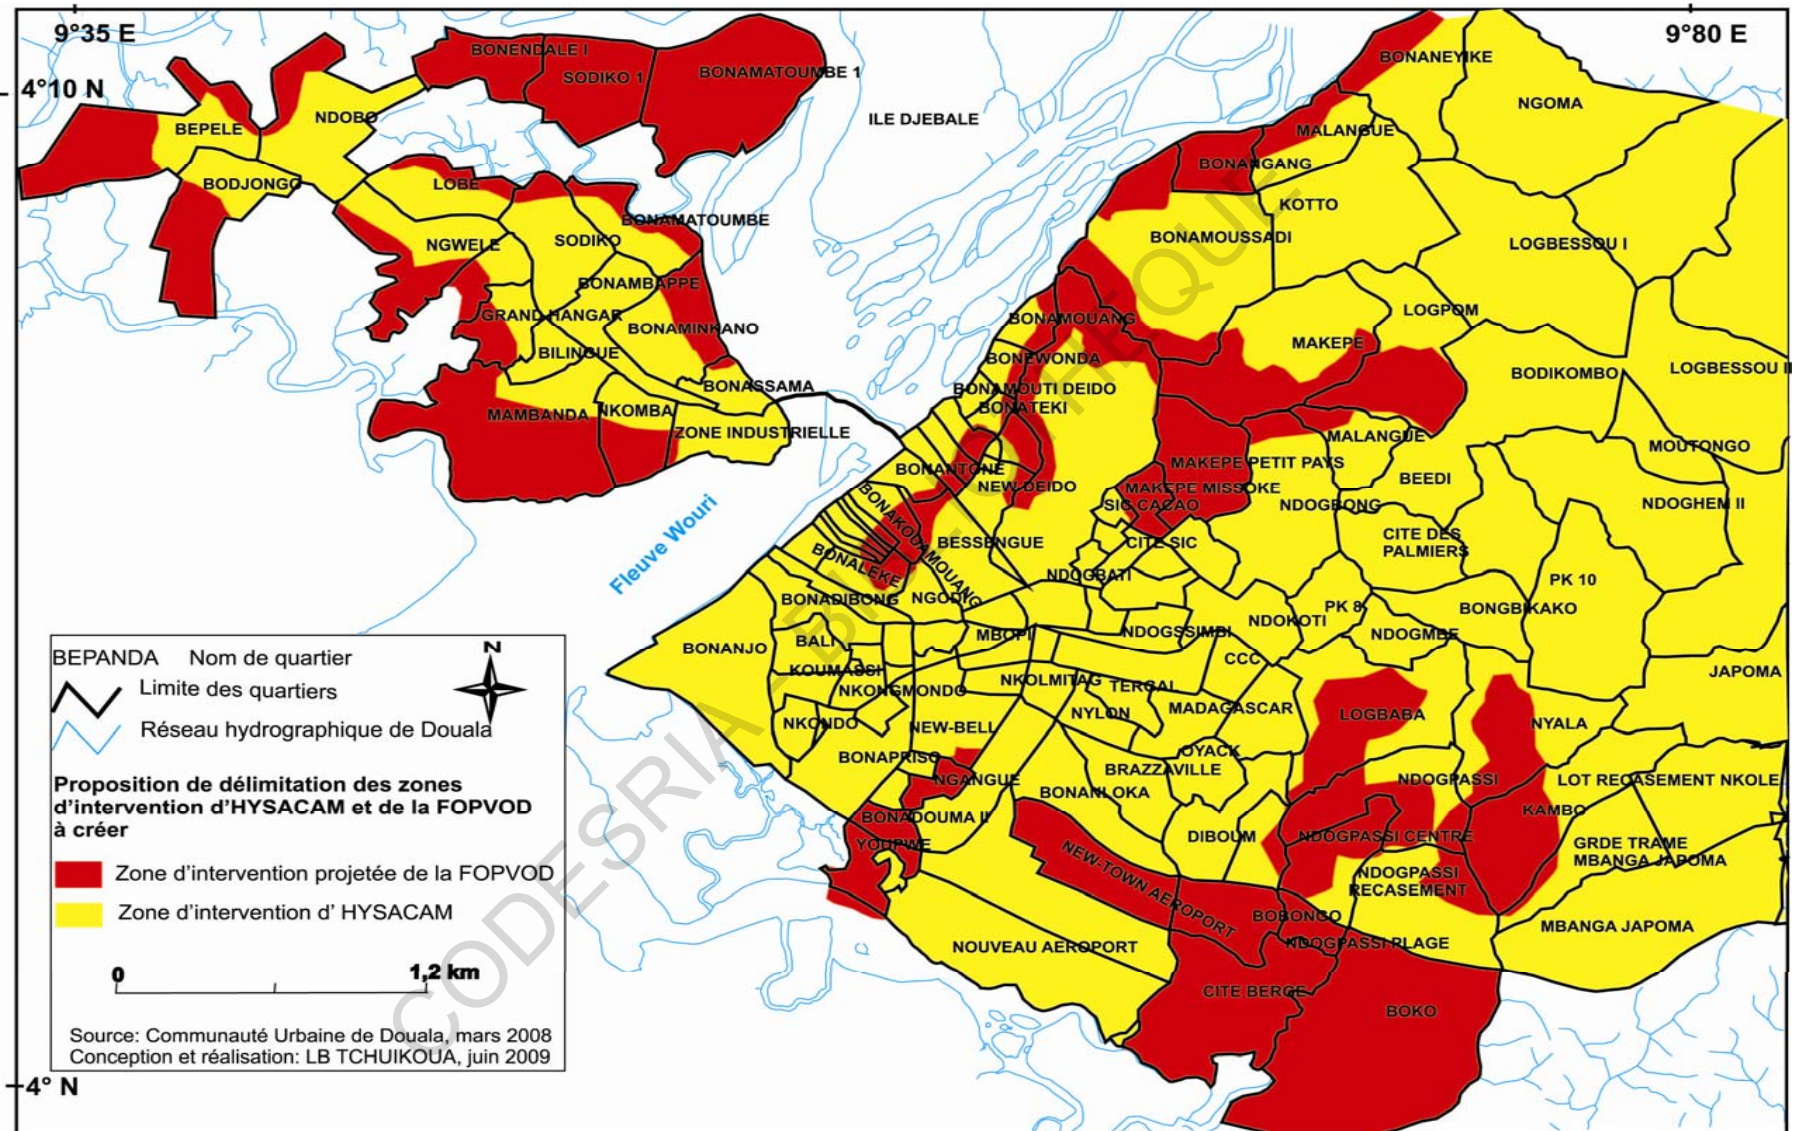 9°35 E
9°80 E
4°10 N
BONENDALE I
SODIKO 1
BONAMATOUMBE 1
ILE DJEBALE
BONANEYIKE
NGOMA
BEPELE
NDOBO
MALANGUE
BODJONGO
LOBE
BONANGANG
KOTTO
BONAMATOUMBE
NGWELE
SODIKO
BONAMOUSSADI
LOGBESSOU I
BONAMBAPPE
GRAND HANGAR
BONAMINKANO
BONAMOUANG
LOGPOM
MAKEPE
BILINGUE
BONEWONDA
BODIKOMBO
LOGBESSOU II
BONASSAMA
BONAMOUTI DEIDO
BONATEKI
MAMBANDA
NKOMBA
ZONE INDUSTRIELLE
MALANGUE
MOUTONGO
BONANTONE
MAKEPE PETIT PAYS
BEEDI
NEW DEIDO
MAKEPE MISSOKE
SIC CACAO
NDOGBONG
NDOGHEM II
BONAKOUAMOUANG
Fleuve Wouri
BESSENGUE
CITE SIC
CITE DES
PALMIERS
BONALEKE
NDOGBATI
PK 10
BONADIBONG
NGODI
PK 8
BONGBIKAKO
NDOKOTI
BONANJO
BALI
MBOPI
NDOGSSIMBI
NDOGMBE
KOUMASSI
CCC
JAPOMA
NKONGMONDO
NKOLMITAG
TERGAL
NKONDO
NEW-BELL
NYLON
MADAGASCAR
LOGBABA
NYALA
BONAPRISO
OYACK
BRAZZAVILLE
NGANGUE
BONAKI OKA
NDOGPASSI
LOT RECASEMENT NKOLE
BONADOUMA II
KAMBO
YOUPWE
DIBOUM
NDOGPASSI CENTRE
GRDE TRAME
MBANGA JAPOMA
NEW-TOWN AEROPORT
NDOGPASSI
RECASEMENT
BOBONGO
MBANGA JAPOMA
NOUVEAU AEROPORT
NDOGPASSI PLAGE
CITE BERGE
BOKO
4° N
N
BEPANDA Nom de quartier
Limite des quartiers
Réseau hydrographique de Douala
Proposition de délimitation des zones
d'intervention d'HYSACAM et de la FOPVOD
à créer
Zone d'intervention projetée de la FOPVOD
Zone d'intervention d' HYSACAM
0 1,2 km
Source: Communauté Urbaine de Douala, mars 2008
Conception et réalisation: LB TCHUIKOUA, juin 2009
CODESRIA - BIBLIOTHEQUE